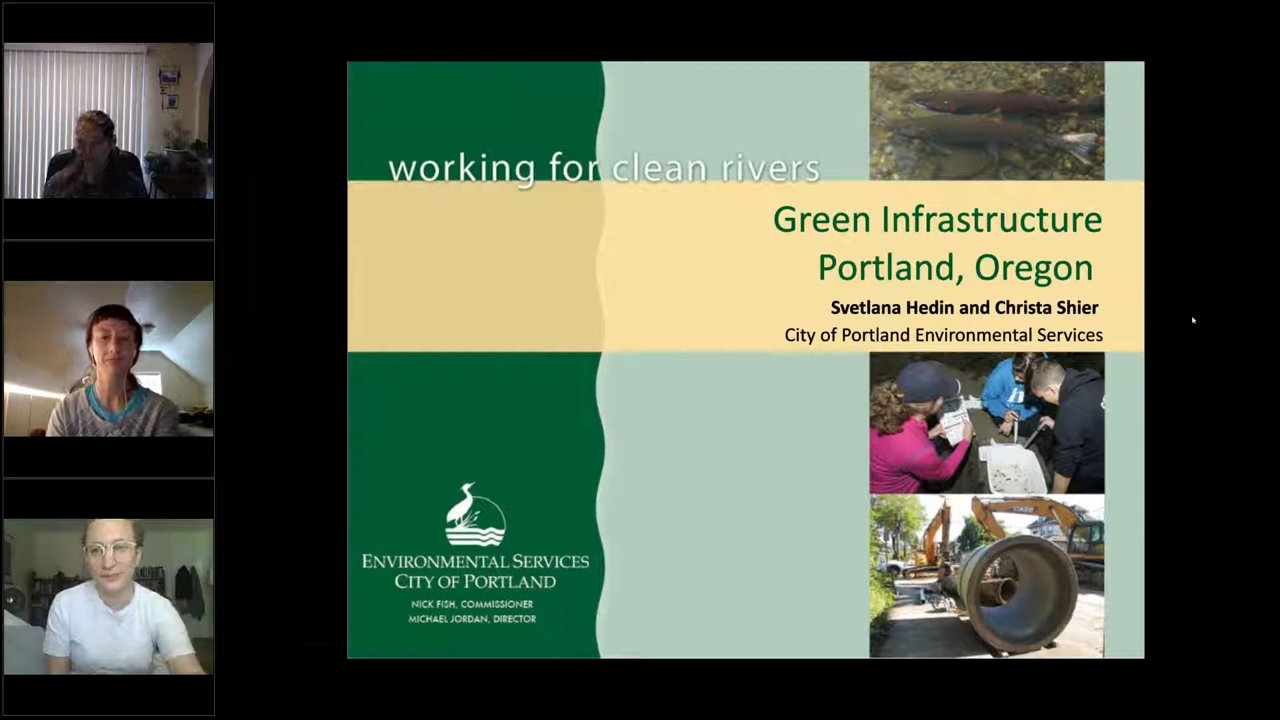 working for clean rivers
Green Infrastructure
Portland, Oregon
Svetlana Hedin and Christa Shier
City of Portland Environmental Services
ENVIRONMENTAL SERVICES
CITY OF PORTLAND
NICK FISH, COMMISSIONER
MICHAEL JORDAN, DIRECTOR
CASE